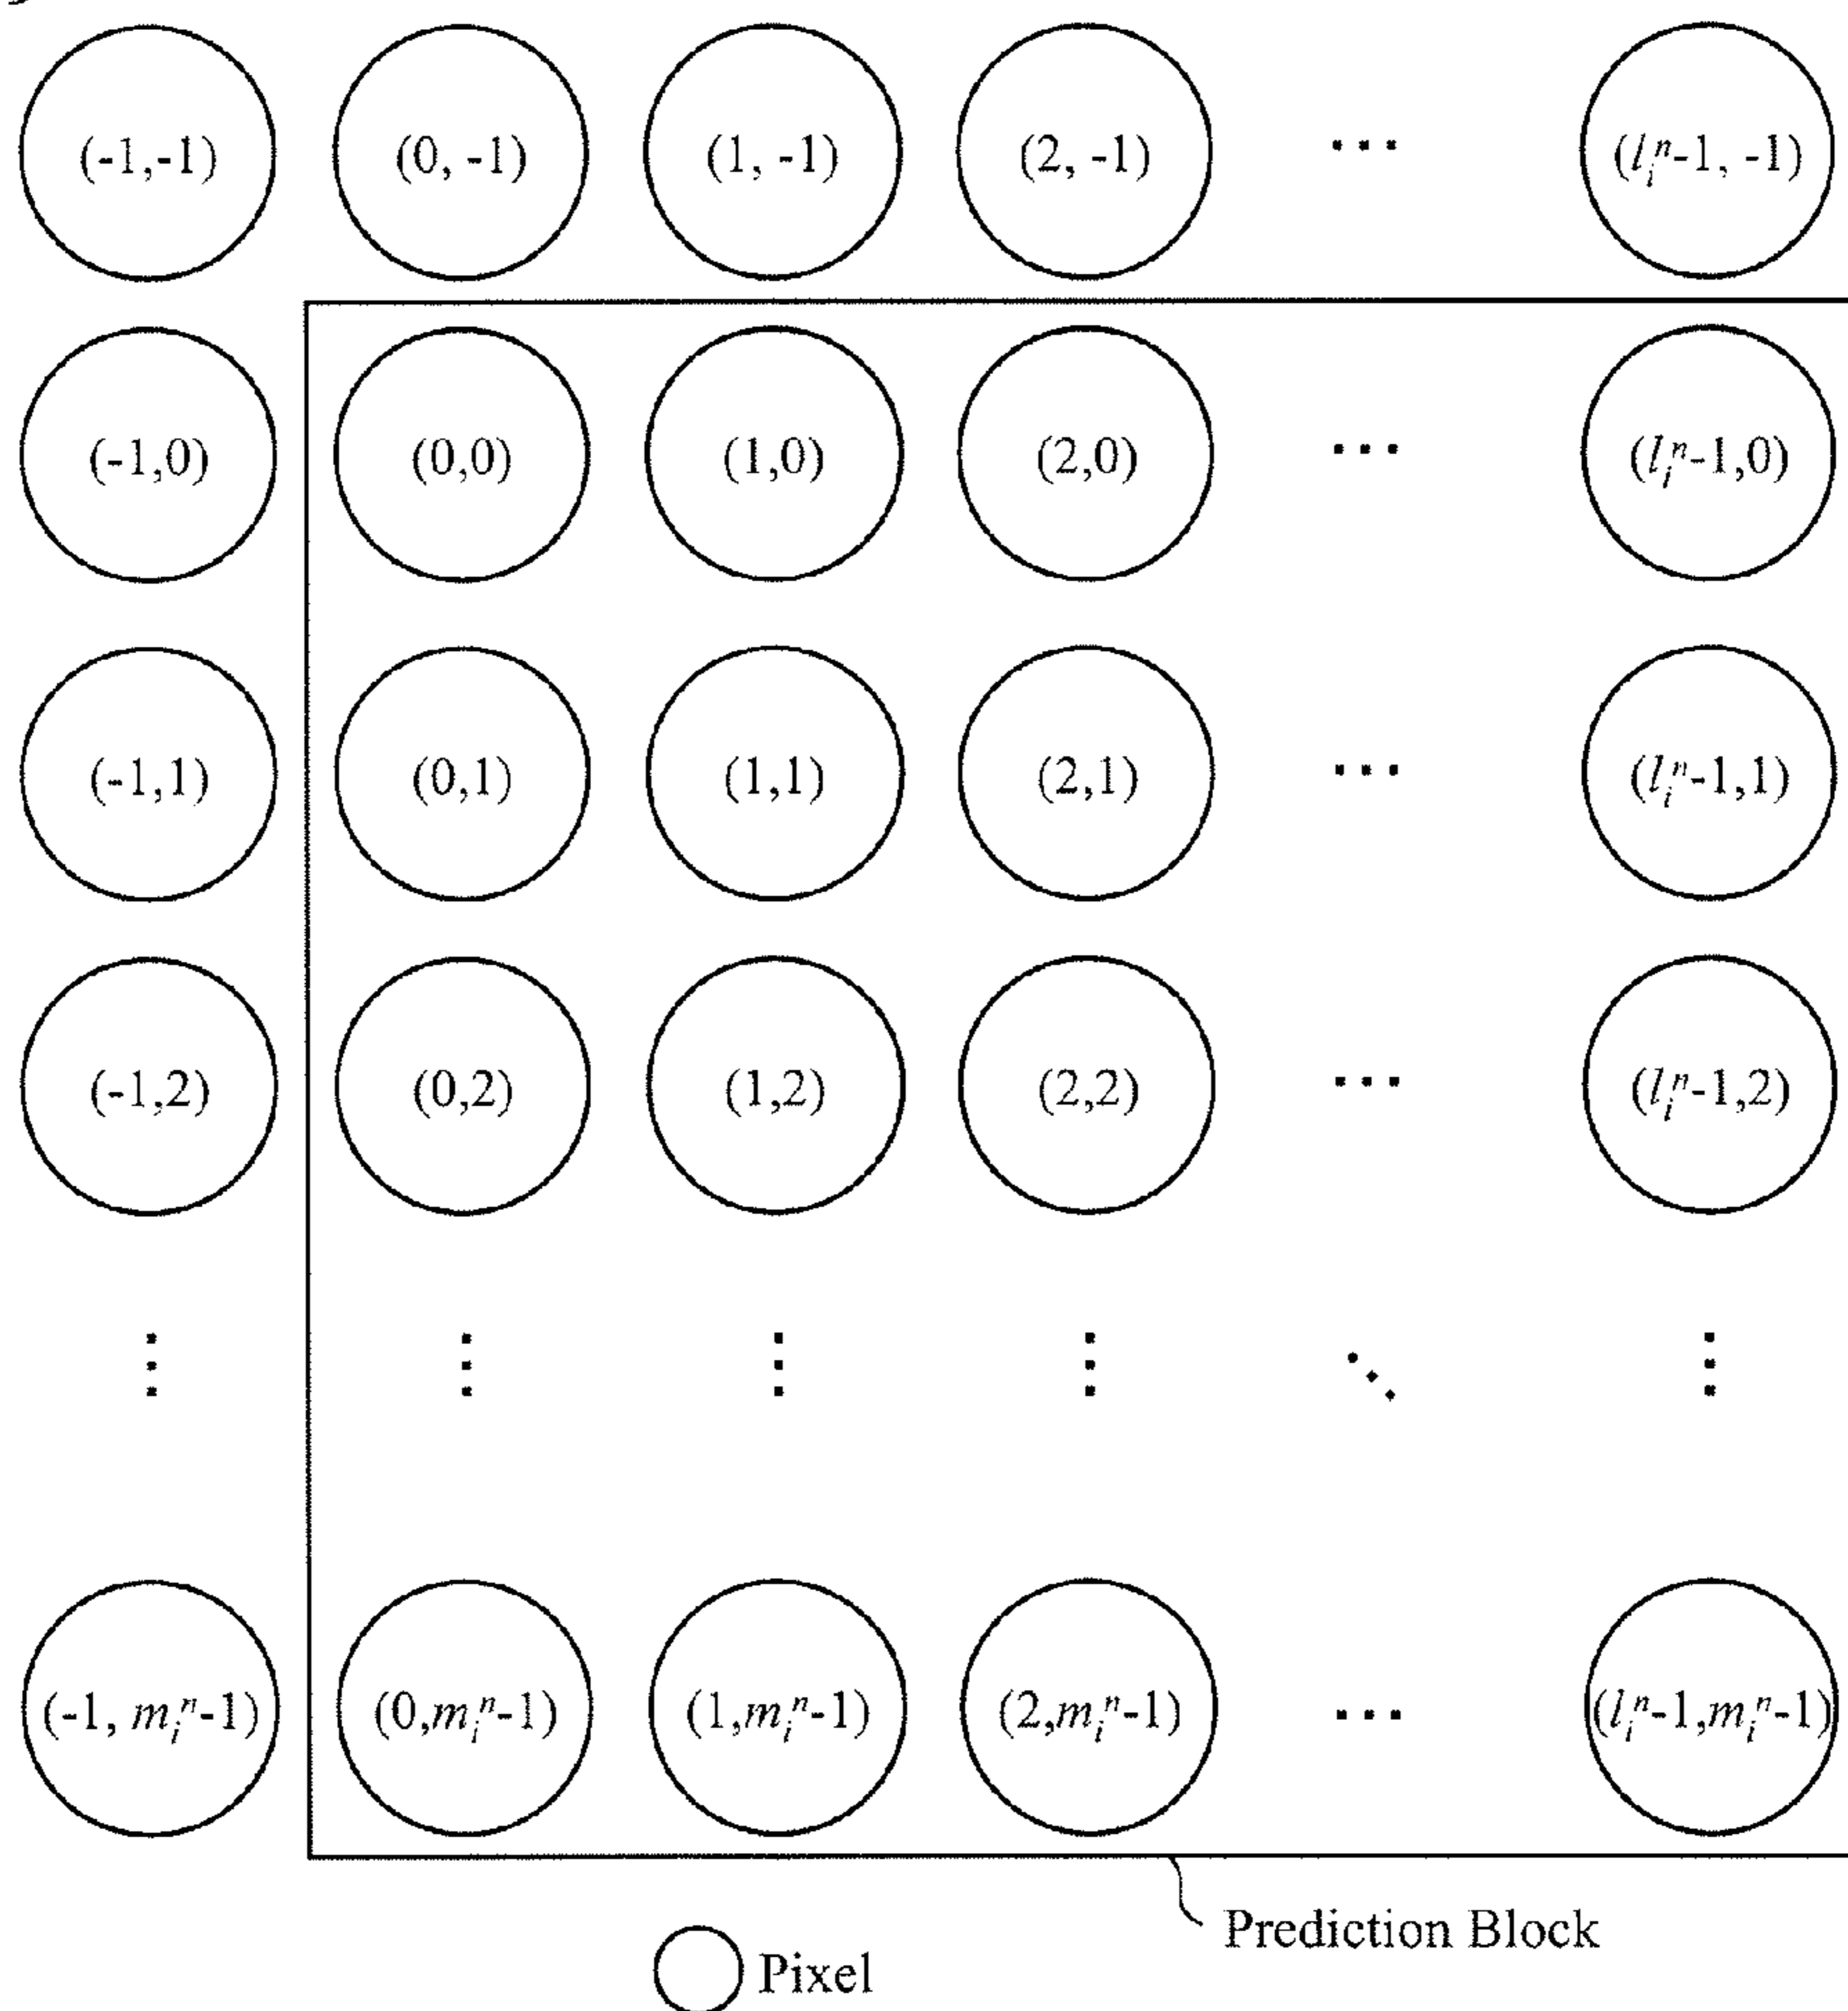 (-1,-1) (0, -1) (1, -1) (2, -1) ... (l_i^n-1, -1)
(-1,0) (0,0) (1,0) (2,0) ... (l_i^n-1,0)
(-1,1) (0,1) (1,1) (2,1) ... (l_i^n-1,1)
(-1,2) (0,2) (1,2) (2,2) ... (l_i^n-1,2)
(-1, m_i^n-1) (0,m_i^n-1) (1,m_i^n-1) (2,m_i^n-1) ... (l_i^n-1,m_i^n-1)
Prediction Block
Pixel